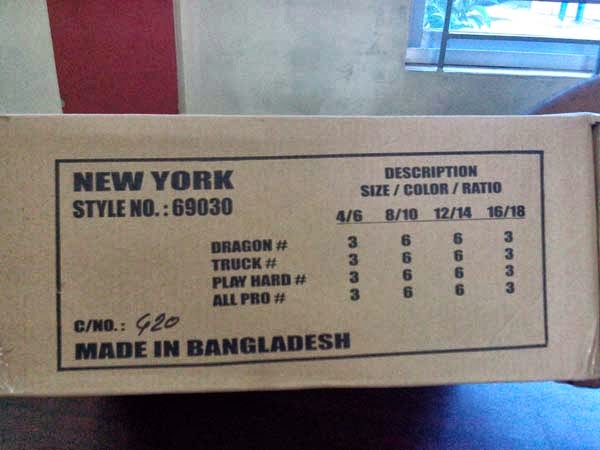 NEW YORK
STYLE NO.: 69030
DESCRIPTION
SIZE / COLOR / RATIO
4/6 8/10 12/14 16/18
DRAGON # 3 6 6 3
TRUCK # 3 6 6 3
PLAY HARD # 3 6 6 3
ALL PRO # 3 6 6 3
C/NO.: 420
MADE IN BANGLADESH